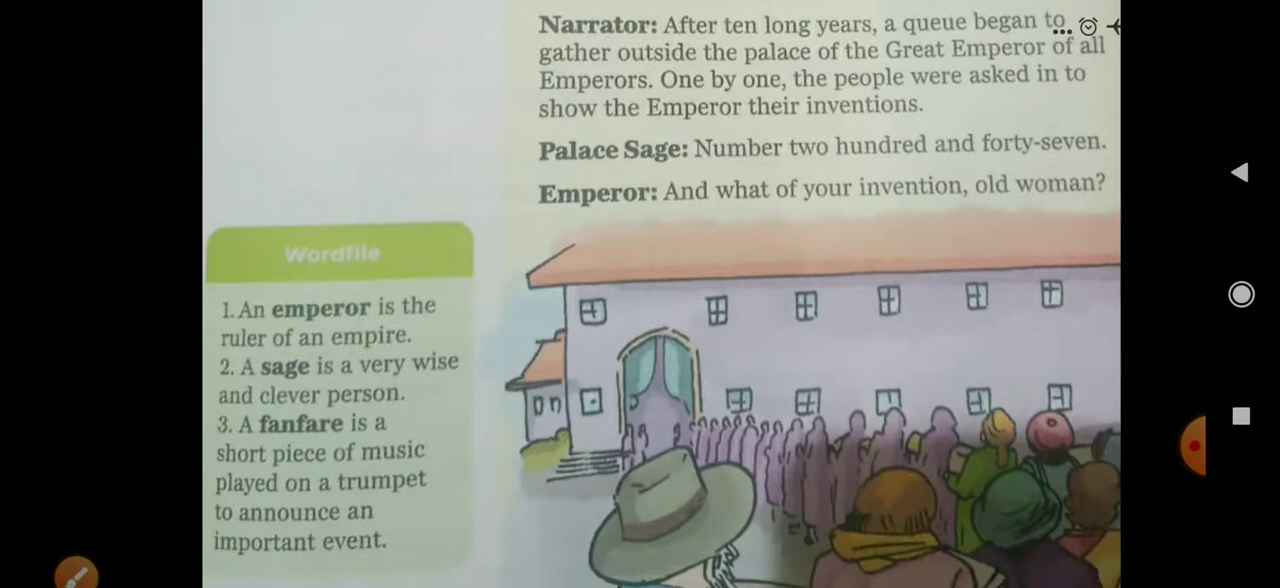 Narrator: After ten long years, a queue began to
gather outside the palace of the Great Emperor of all
Emperors. One by one, the people were asked in to
show the Emperor their inventions.
Palace Sage: Number two hundred and forty-seven.
Emperor: And what of your invention, old woman?
Wordfile
1. An emperor is the
ruler of an empire.
2. A sage is a very wise
and clever person.
3. A fanfare is a
short piece of music
played on a trumpet
to announce an
important event.